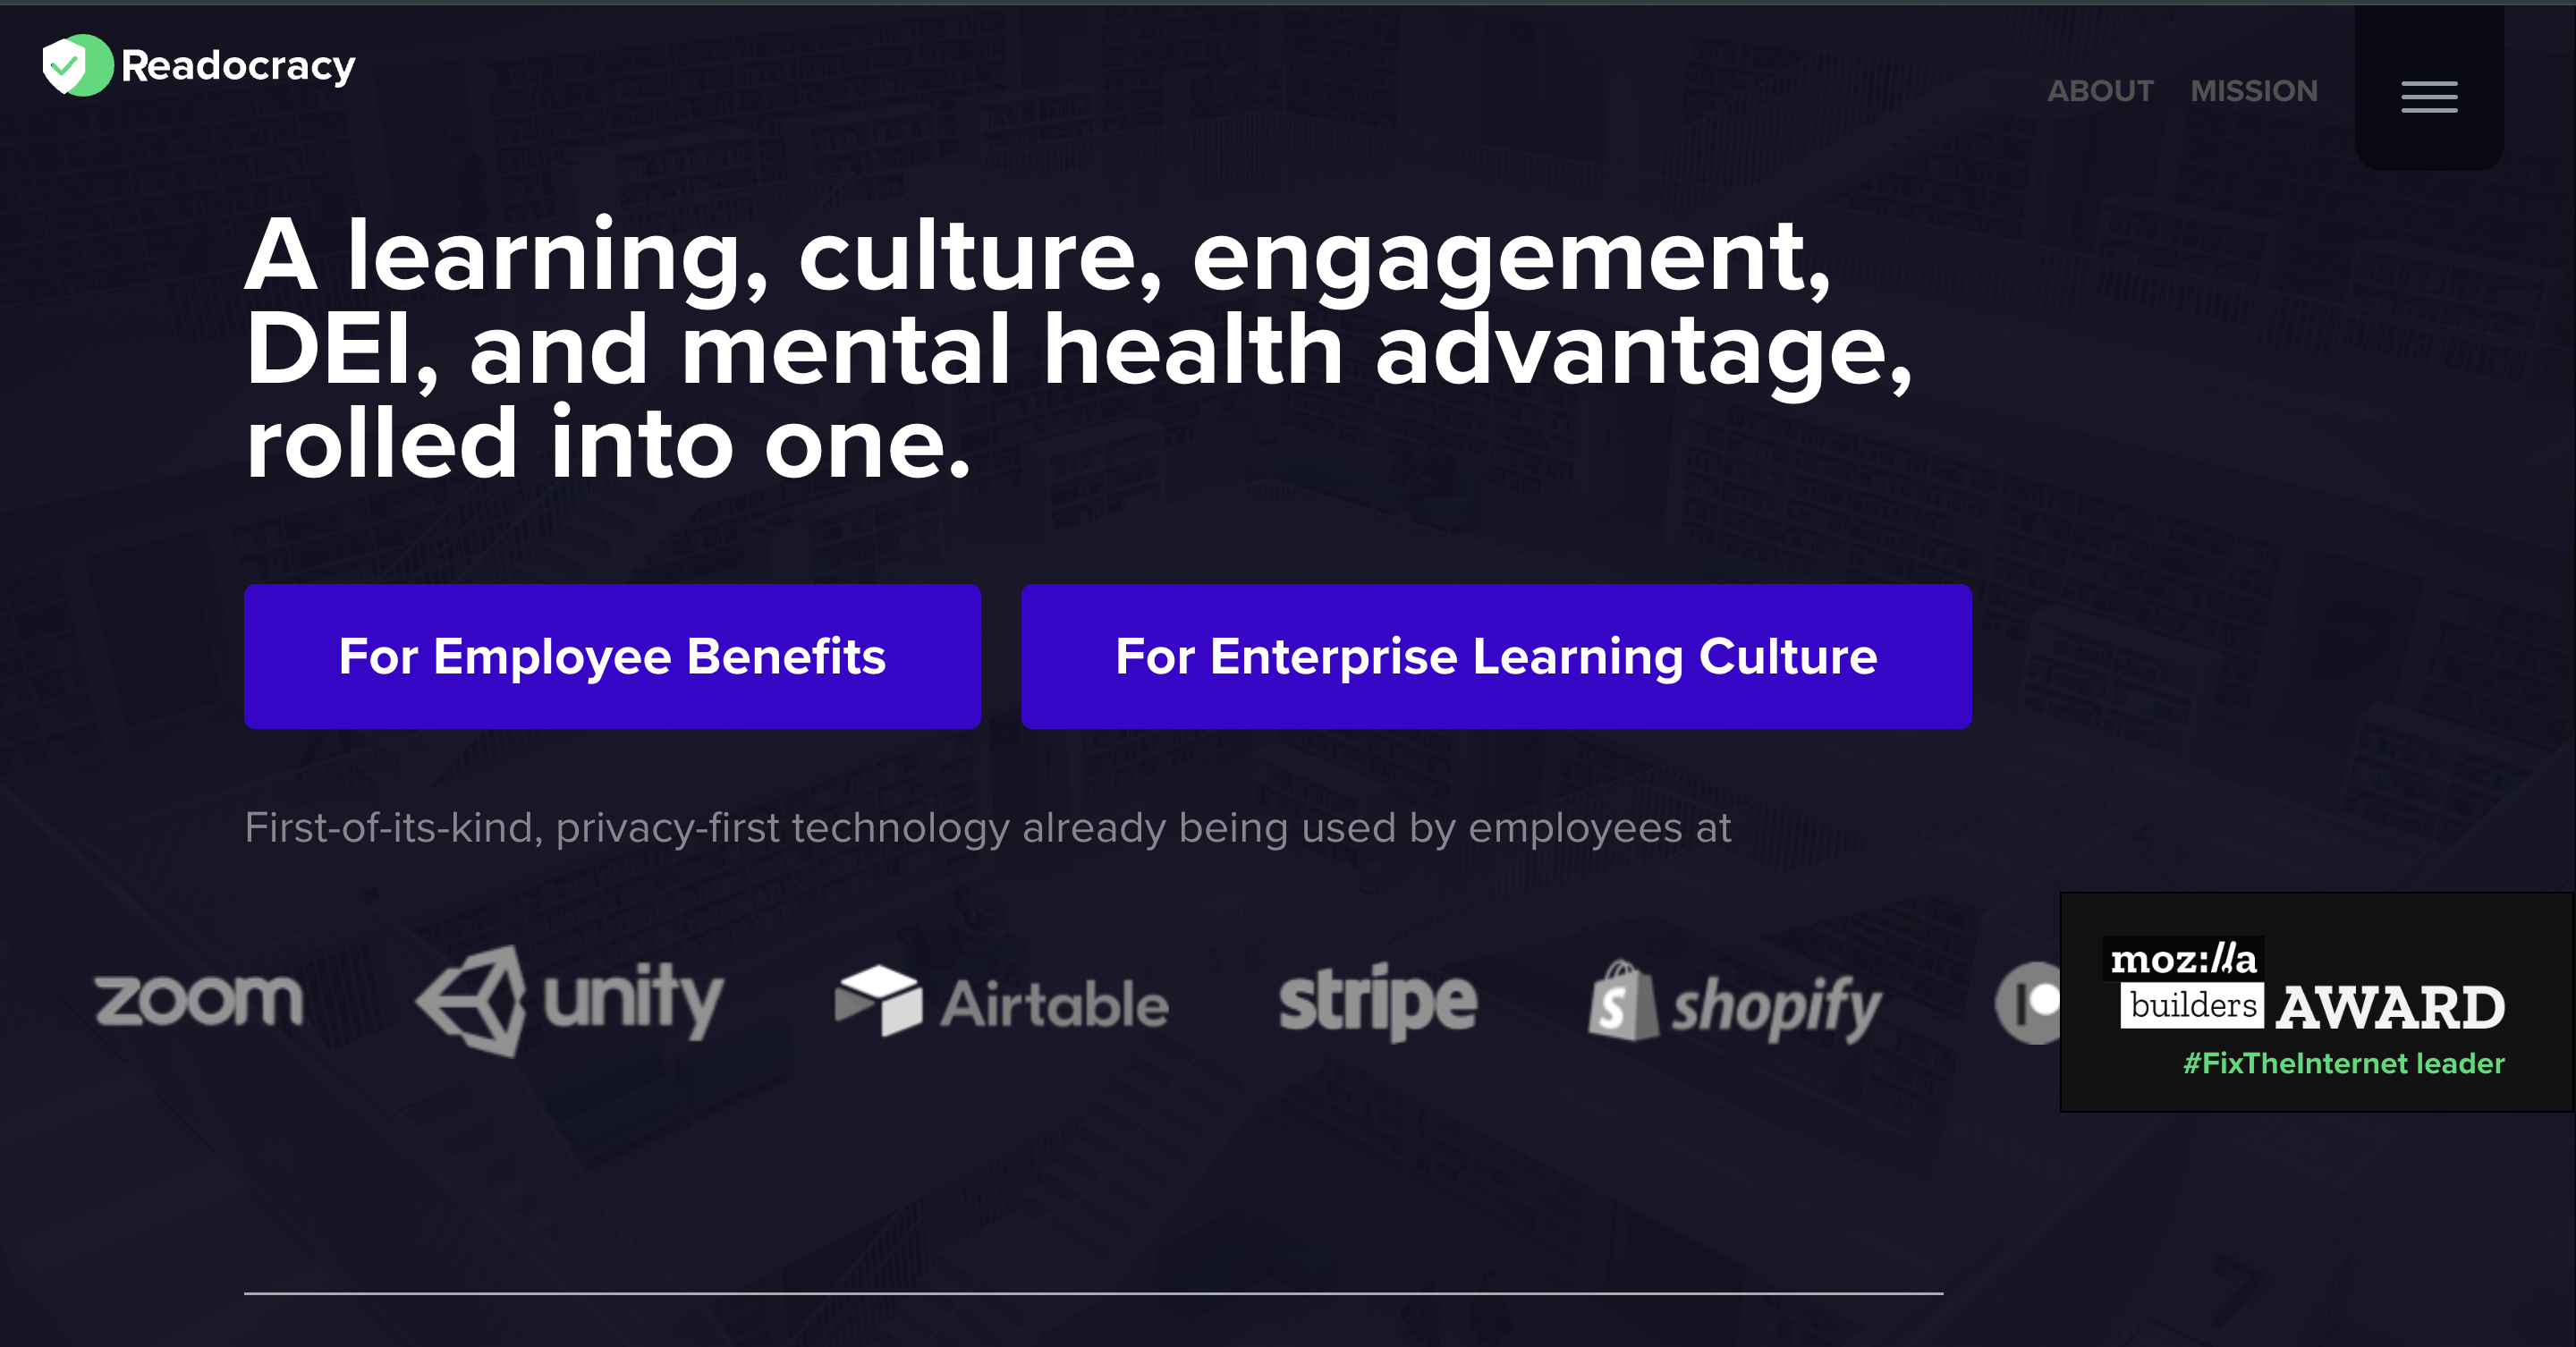 Readocracy
ABOUT MISSION
A learning, culture, engagement,
DEI, and mental health advantage,
rolled into one.
For Employee Benefits
For Enterprise Learning Culture
First-of-its-kind, privacy-first technology already being used by employees at
zoom
unity
Airtable
stripe
shopify
moz://a
builders AWARD
#FixTheInternet leader